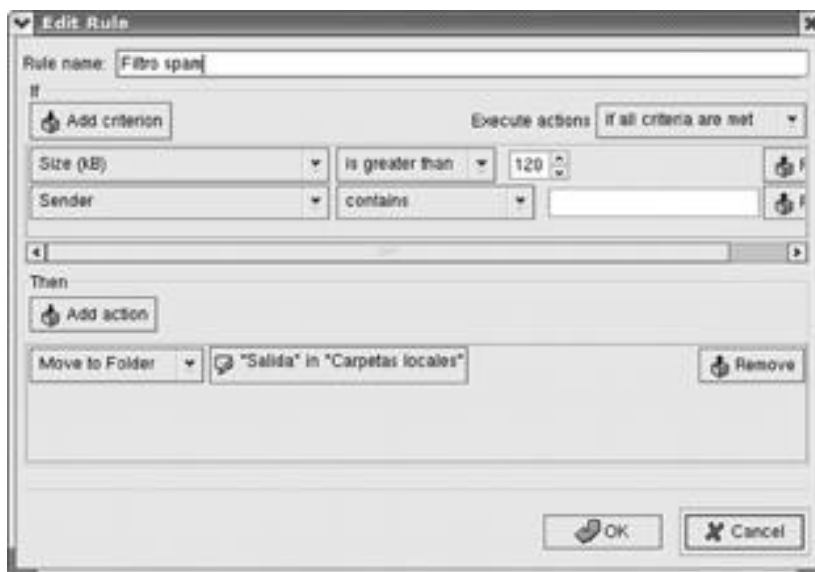 Edit Rule
Rule name: Filtro spam
If
Add criterion
Execute actions if all criteria are met
Size (kB) is greater than 120
Sender contains
Then
Add action
Move to Folder "Salida" in "Carpetas locales" Remove
OK Cancel